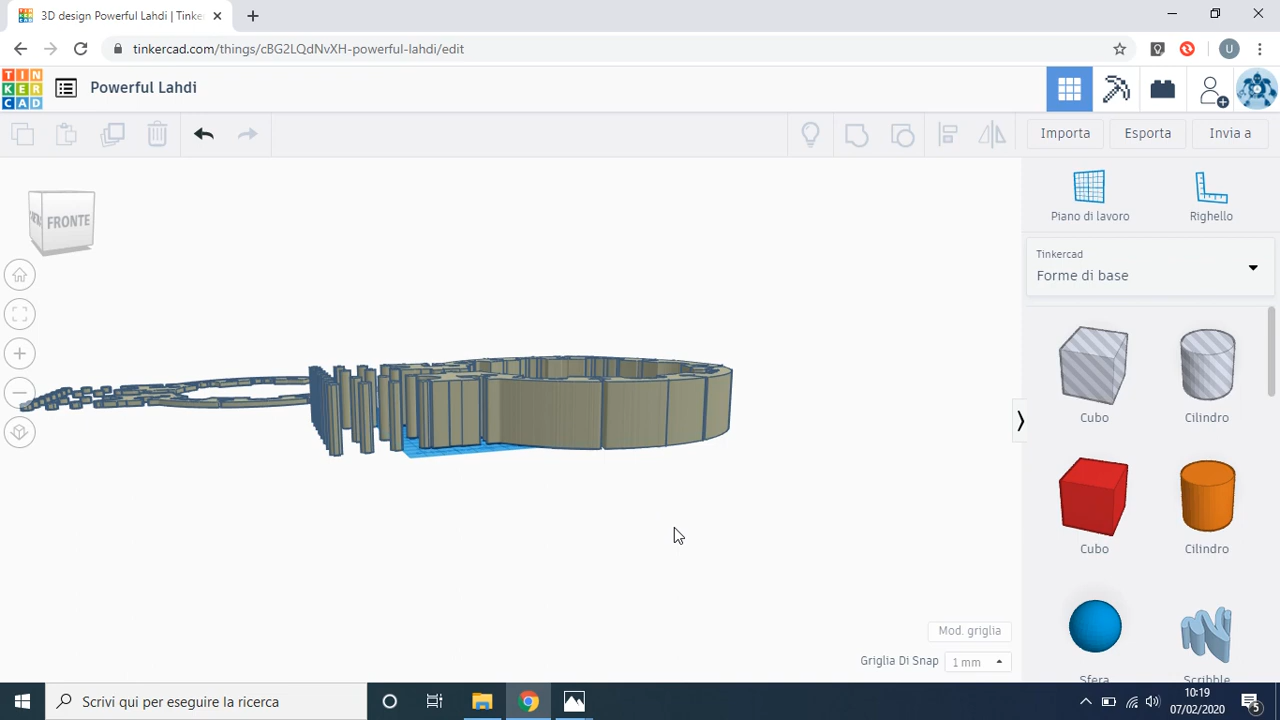 3D design Powerful Lahdi | Tinke
tinkercad.com/things/cBG2LQdNvXH-powerful-lahdi/edit
U
TIN
KER
CAD
Powerful Lahdi
Importa
Esporta
Invia a
FRONTE
Piano di lavoro
Righello
Tinkercad
Forme di base
Cubo
Cilindro
Cubo
Cilindro
Sfera
Scribble
Mod. griglia
Griglia Di Snap
1 mm
Scrivi qui per eseguire la ricerca
10:19
07/02/2020
5